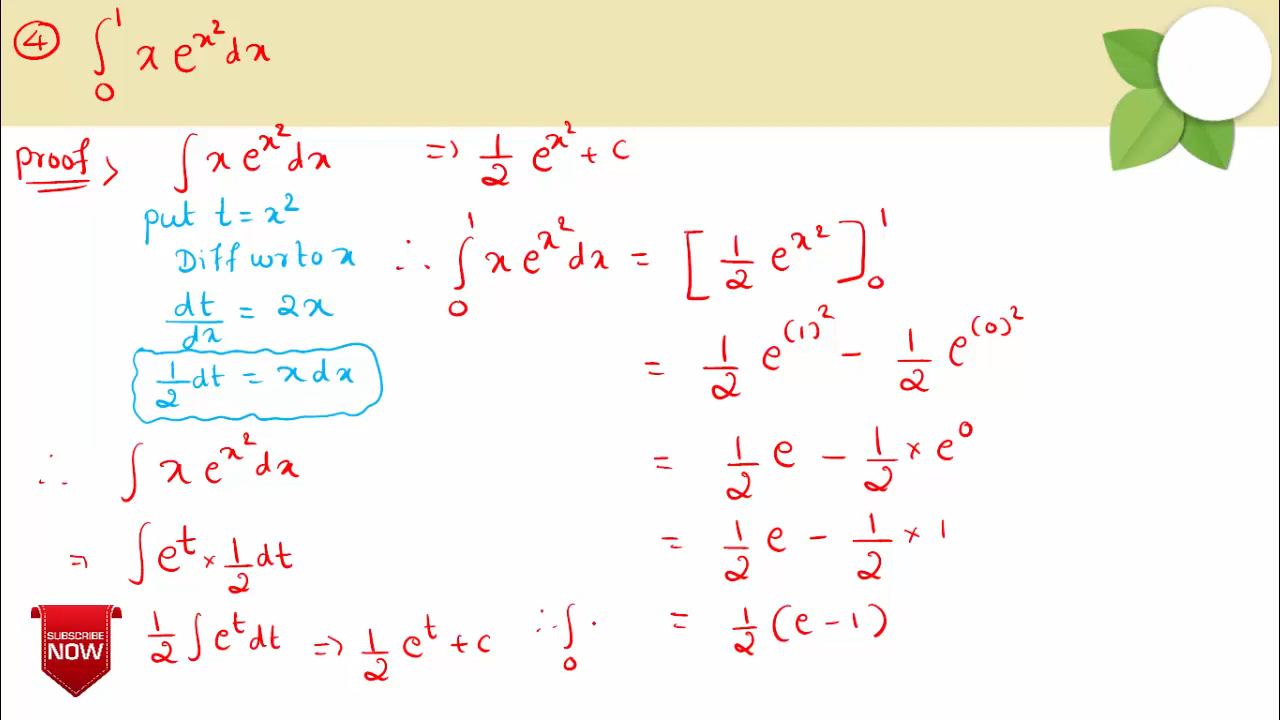 ④ ∫₀¹ x e^{x²} dx
Proof >
∫ x e^{x²} dx
put t = x²
Diff w r to x
dt/dx = 2x
1/2 dt = x dx
∴ ∫ x e^{x²} dx
⇒ ∫ e^t × 1/2 dt
1/2 ∫ e^t dt ⇒ 1/2 e^t + c
⇒ 1/2 e^{x²} + c
∴ ∫₀¹ x e^{x²} dx = [1/2 e^{x²}]₀¹
= 1/2 e^{(1)²} − 1/2 e^{(0)²}
= 1/2 e − 1/2 × e⁰
= 1/2 e − 1/2 × 1
∴ ∫₀ = 1/2 (e − 1)
SUBSCRIBE
NOW